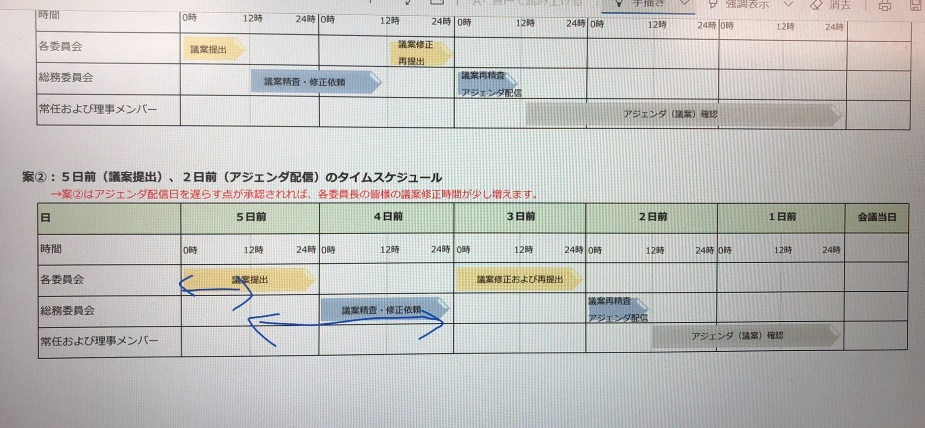 音声で読み上げる 手描き 強調表示 消去
時間 0時 12時 24時 0時 12時 24時 0時 12時 24時 0時 12時 24時 0時 12時 24時
各委員会 議案提出 議案修正
再提出
総務委員会 議案精査・修正依頼 議案再精査
アジェンダ配信
常任および理事メンバー アジェンダ（議案）確認
案②：５日前（議案提出）、２日前（アジェンダ配信）のタイムスケジュール
→案②はアジェンダ配信日を遅らす点が承認されれば、各委員長の皆様の議案修正時間が少し増えます。
日 ５日前 ４日前 ３日前 ２日前 １日前 会議当日
時間 0時 12時 24時 0時 12時 24時 0時 12時 24時 0時 12時 24時 0時 12時 24時
各委員会 議案提出 議案修正および再提出
総務委員会 議案精査・修正依頼 議案再精査
アジェンダ配信
常任および理事メンバー アジェンダ（議案）確認